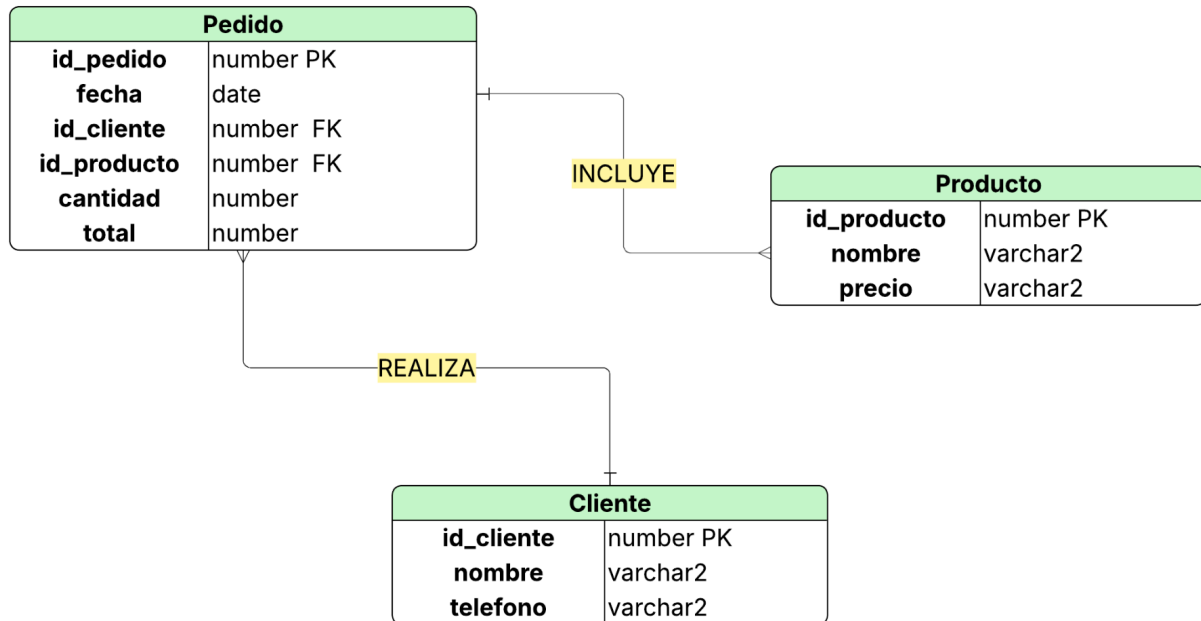 Pedido
id_pedido number PK
fecha date
id_cliente number FK
id_producto number FK
cantidad number
total number
INCLUYE
Producto
id_producto number PK
nombre varchar2
precio varchar2
REALIZA
Cliente
id_cliente number PK
nombre varchar2
telefono varchar2